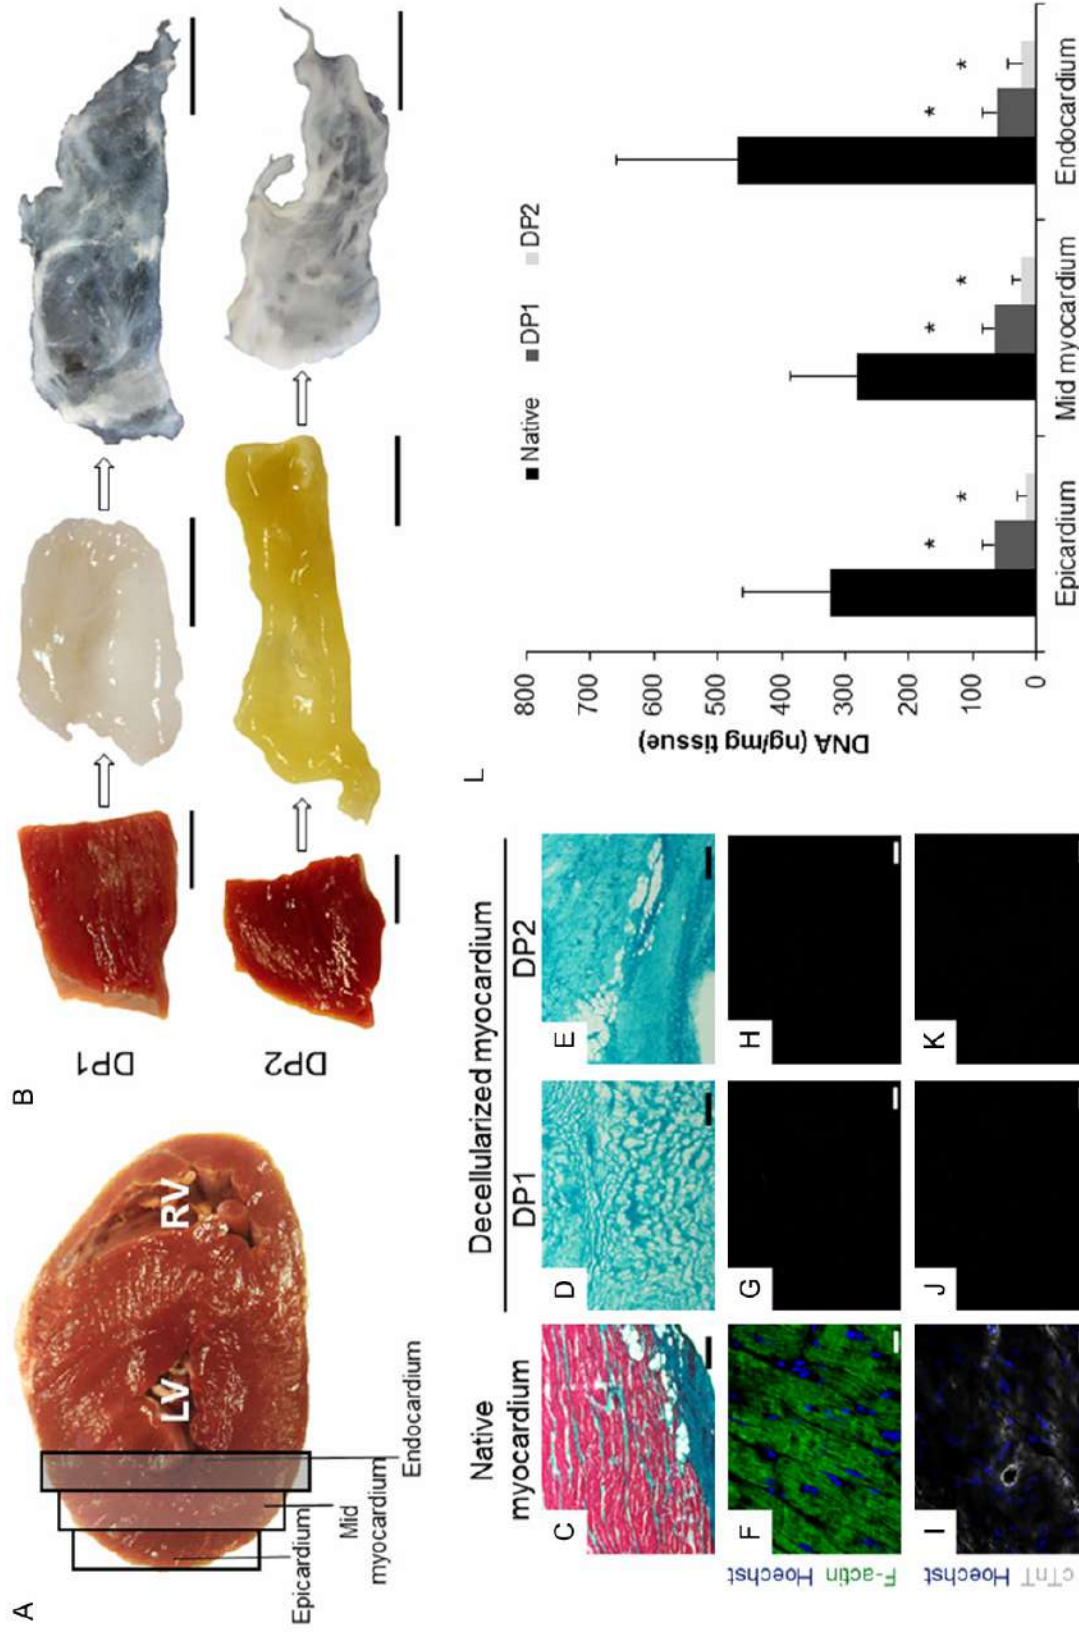 A
LV
RV
Epicardium
Mid
myocardium
Endocardium
B
DP1
DP2
Native
myocardium
Decellularized myocardium
DP1
DP2
C
D
E
F-actin Hoechst
F
G
H
cTnT Hoechst
I
J
K
L
Native
DP1
DP2
DNA (ng/mg tissue)
800
700
600
500
400
300
200
100
0
*
*
*
*
*
*
Epicardium
Mid myocardium
Endocardium